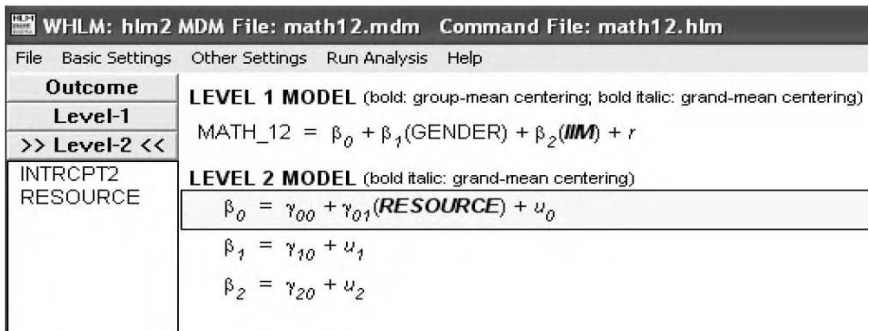 WHLM: hlm2 MDM File: math12.mdm Command File: math12.hlm
File Basic Settings Other Settings Run Analysis Help
Outcome
Level-1
>> Level-2 <<
INTRCPT2
RESOURCE
LEVEL 1 MODEL (bold: group-mean centering; bold italic: grand-mean centering)
MATH_12 = β0 + β1(GENDER) + β2(IIM) + r
LEVEL 2 MODEL (bold italic: grand-mean centering)
β0 = γ00 + γ01(RESOURCE) + u0
β1 = γ10 + u1
β2 = γ20 + u2